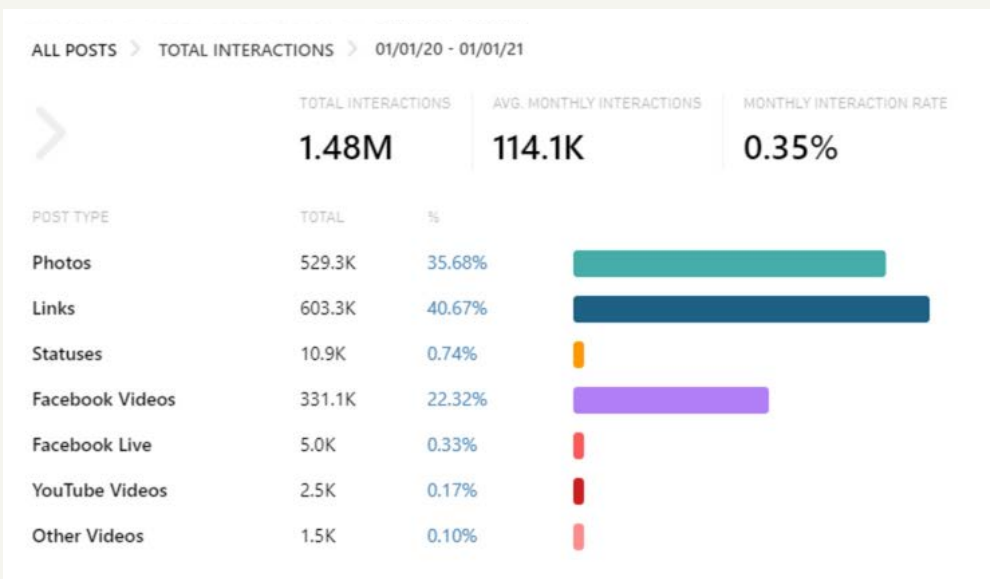 ALL POSTS > TOTAL INTERACTIONS > 01/01/20 - 01/01/21
TOTAL INTERACTIONS AVG. MONTHLY INTERACTIONS MONTHLY INTERACTION RATE
1.48M 114.1K 0.35%
POST TYPE TOTAL %
Photos 529.3K 35.68%
Links 603.3K 40.67%
Statuses 10.9K 0.74%
Facebook Videos 331.1K 22.32%
Facebook Live 5.0K 0.33%
YouTube Videos 2.5K 0.17%
Other Videos 1.5K 0.10%